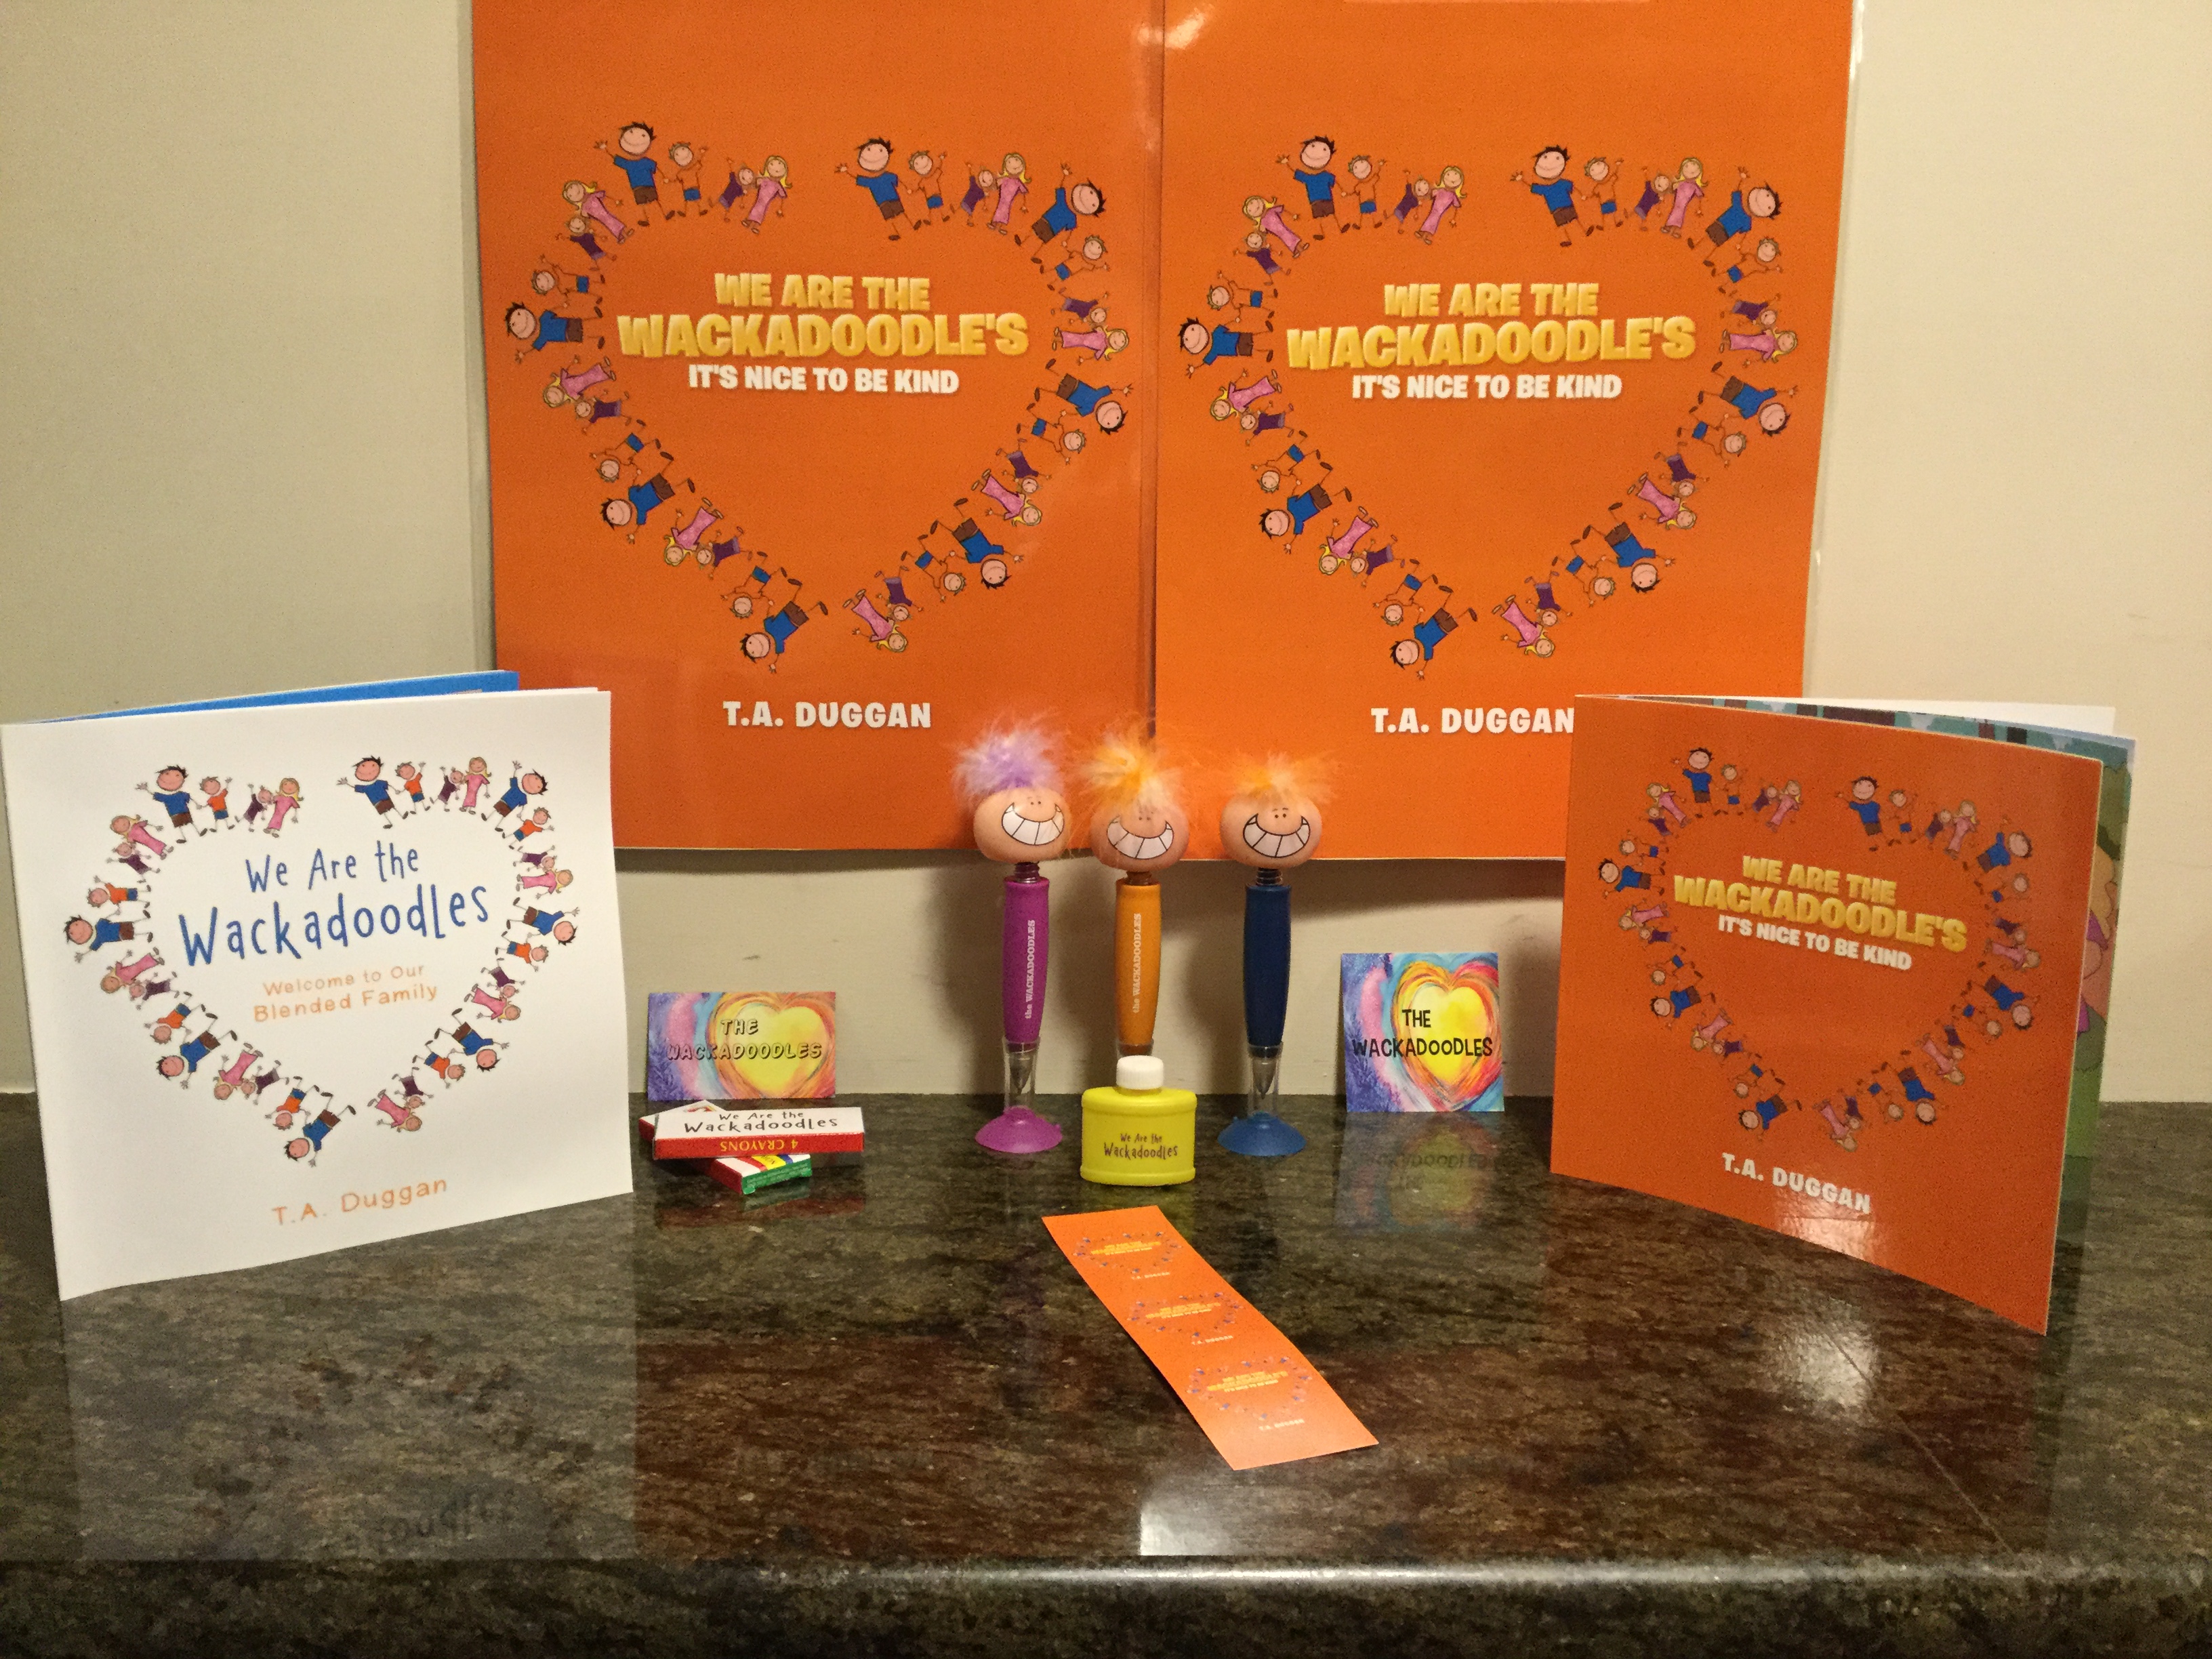 WE ARE THE
WACKADOODLE'S
IT'S NICE TO BE KIND
T.A. DUGGAN
WE ARE THE
WACKADOODLE'S
IT'S NICE TO BE KIND
T.A. DUGGAN
We Are the
Wackadoodles
Welcome to Our
Blended Family
T.A. Duggan
THE
WACKADOODLES
We Are the
Wackadoodles
4 CRAYONS
the WACKADOODLES
the WACKADOODLES
We Are the
Wackadoodles
THE
WACKADOODLES
WE ARE THE
WACKADOODLE'S
IT'S NICE TO BE KIND
T.A. DUGGAN